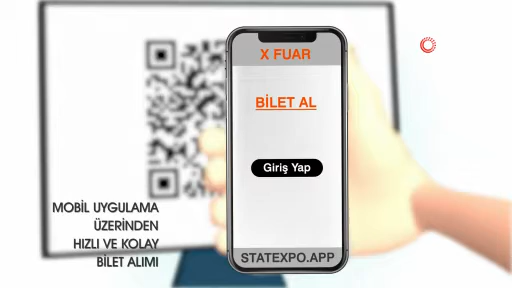 X FUAR
BİLET AL
Giriş Yap
STATEXPO.APP
MOBİL UYGULAMA
ÜZERİNDEN
HIZLI VE KOLAY
BİLET ALIMI